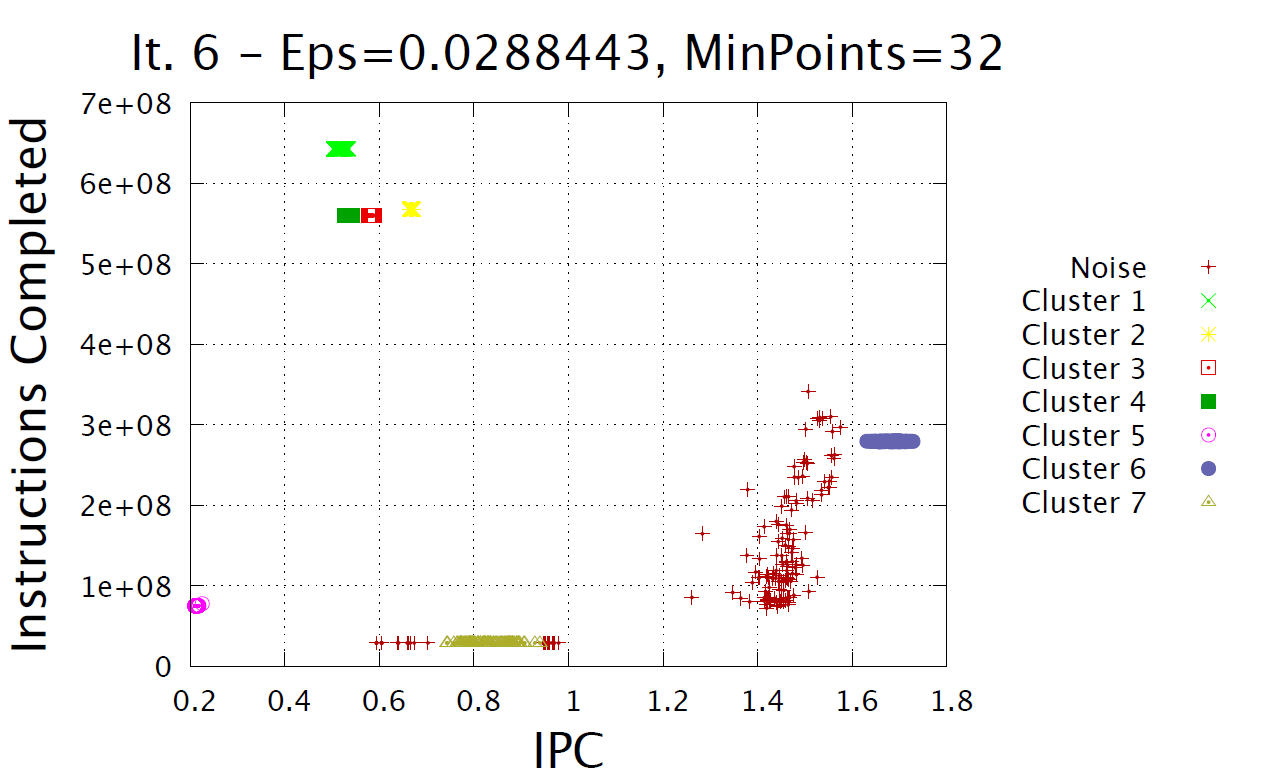 It. 6 – Eps=0.0288443, MinPoints=32
Instructions Completed
7e+08
6e+08
5e+08
4e+08
3e+08
2e+08
1e+08
0
0.2 0.4 0.6 0.8 1 1.2 1.4 1.6 1.8
IPC
Noise
Cluster 1
Cluster 2
Cluster 3
Cluster 4
Cluster 5
Cluster 6
Cluster 7